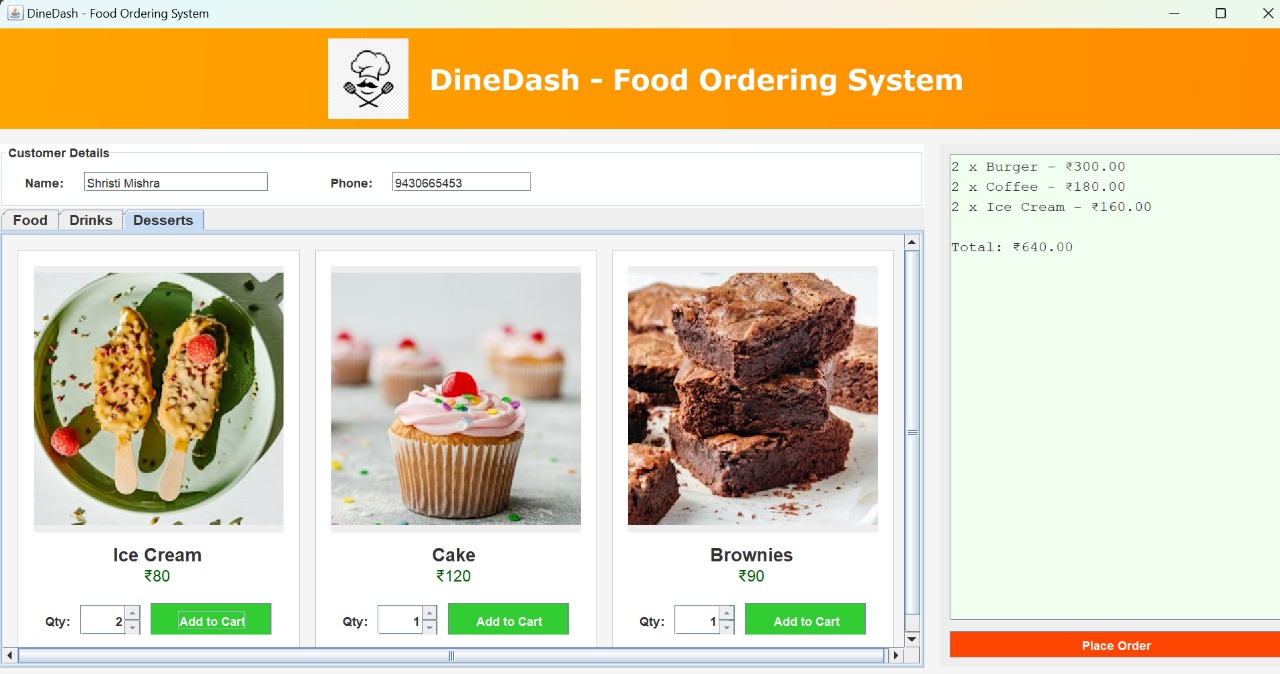 DineDash - Food Ordering System
DineDash - Food Ordering System
Customer Details
Name: Shristi Mishra Phone: 9430665453
Food Drinks Desserts
Ice Cream
₹80
Qty: 2 Add to Cart
Cake
₹120
Qty: 1 Add to Cart
Brownies
₹90
Qty: 1 Add to Cart
2 x Burger - ₹300.00
2 x Coffee - ₹180.00
2 x Ice Cream - ₹160.00
Total: ₹640.00
Place Order